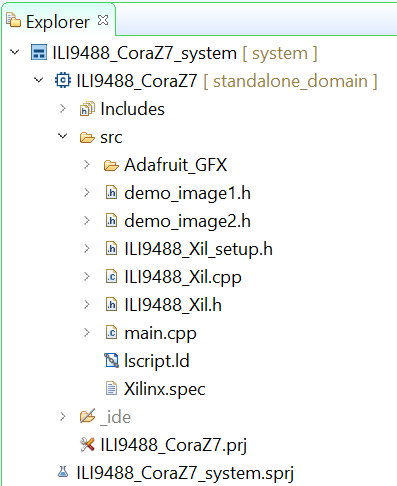 Explorer
ILI9488_CoraZ7_system [ system ]
ILI9488_CoraZ7 [ standalone_domain ]
Includes
src
Adafruit_GFX
demo_image1.h
demo_image2.h
ILI9488_Xil_setup.h
ILI9488_Xil.cpp
ILI9488_Xil.h
main.cpp
lscript.ld
Xilinx.spec
_ide
ILI9488_CoraZ7.prj
ILI9488_CoraZ7_system.sprj